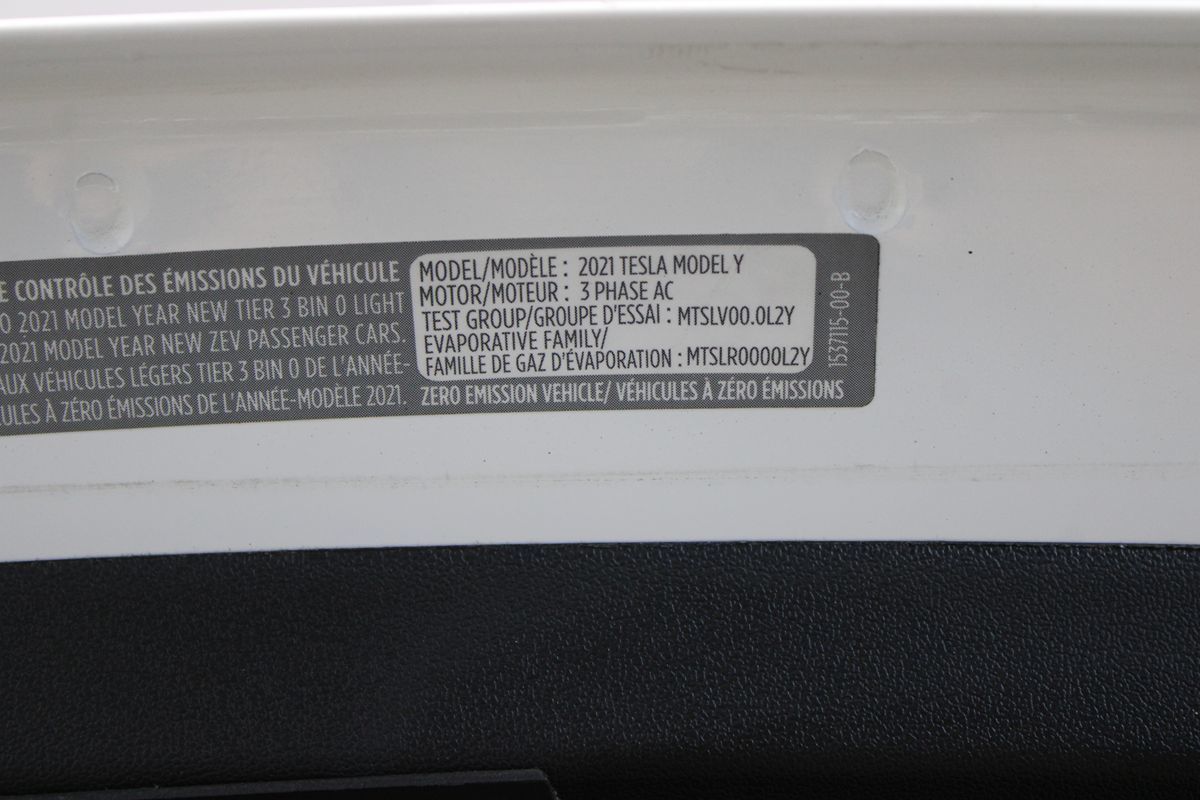 E CONTRÔLE DES ÉMISSIONS DU VÉHICULE
O 2021 MODEL YEAR NEW TIER 3 BIN 0 LIGHT
2021 MODEL YEAR NEW ZEV PASSENGER CARS.
AUX VÉHICULES LÉGERS TIER 3 BIN 0 DE L'ANNÉE-
ULES À ZÉRO ÉMISSIONS DE L'ANNÉE-MODÈLE 2021.
MODEL/MODÈLE : 2021 TESLA MODEL Y
MOTOR/MOTEUR : 3 PHASE AC
TEST GROUP/GROUPE D'ESSAI : MTSLV00.0L2Y
EVAPORATIVE FAMILY/
FAMILLE DE GAZ D'ÉVAPORATION : MTSLR0000L2Y
ZERO EMISSION VEHICLE/ VÉHICULES À ZÉRO ÉMISSIONS
1537115-00-B